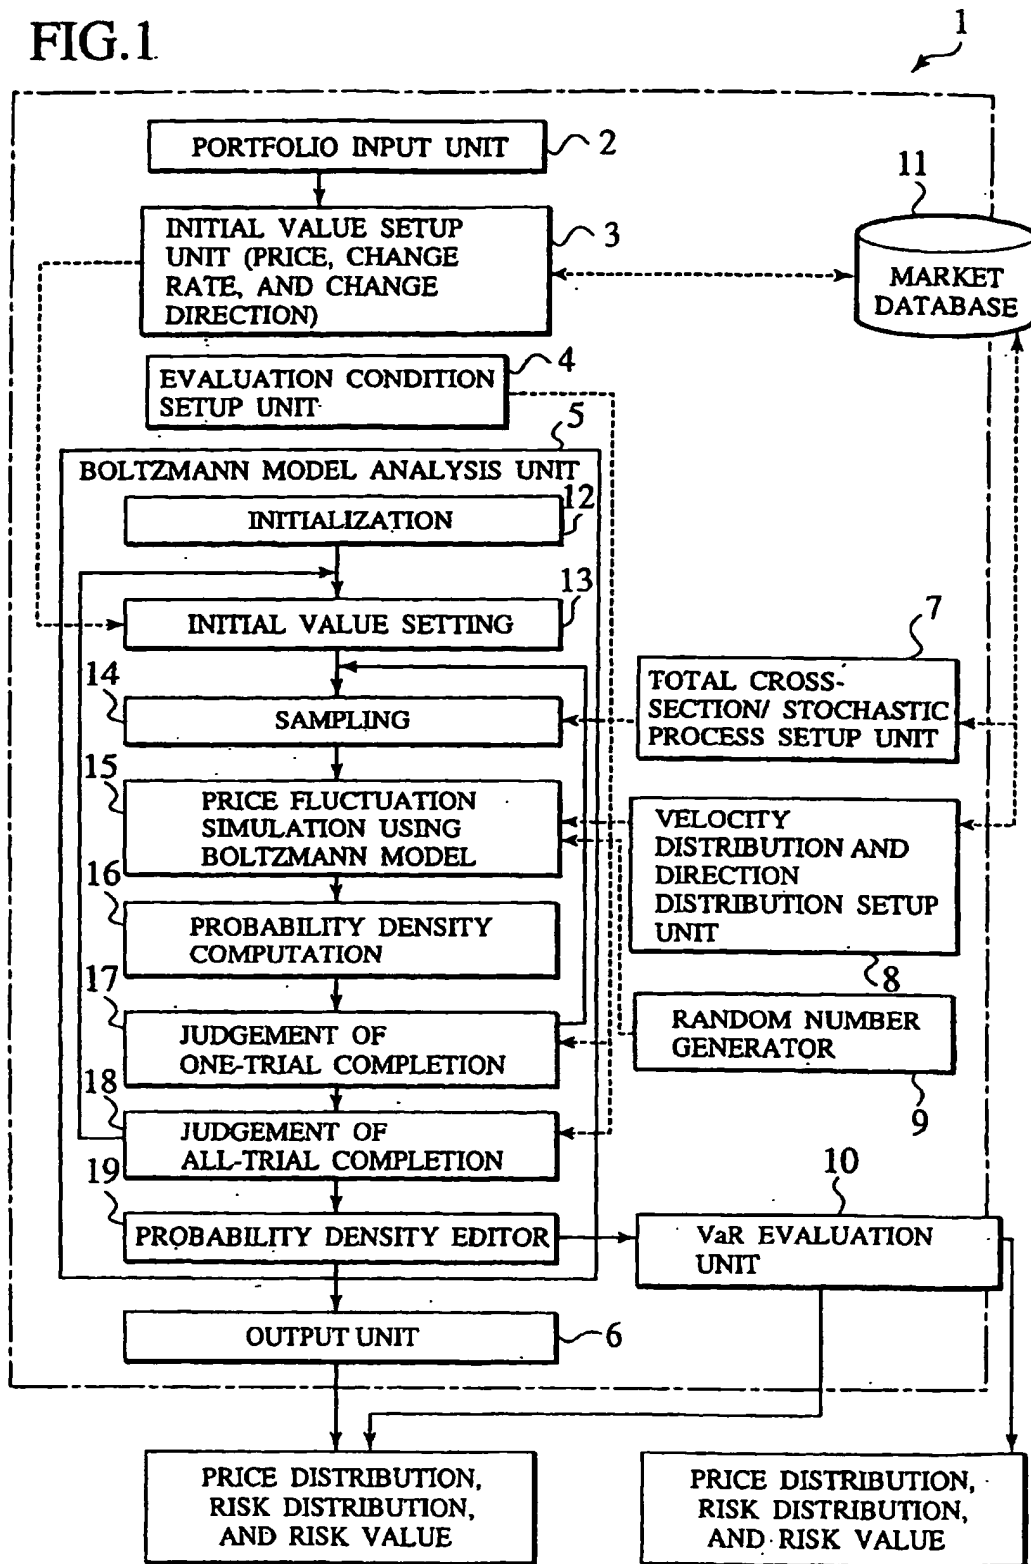 FIG.1
1
PORTFOLIO INPUT UNIT
2
11
INITIAL VALUE SETUP
UNIT (PRICE, CHANGE
RATE, AND CHANGE
DIRECTION)
3
MARKET
DATABASE
4
EVALUATION CONDITION
SETUP UNIT
5
BOLTZMANN MODEL ANALYSIS UNIT
12
INITIALIZATION
13
INITIAL VALUE SETTING
7
14
SAMPLING
TOTAL CROSS-
SECTION/ STOCHASTIC
PROCESS SETUP UNIT
15
PRICE FLUCTUATION
SIMULATION USING
BOLTZMANN MODEL
VELOCITY
DISTRIBUTION AND
DIRECTION
DISTRIBUTION SETUP
UNIT
8
16
PROBABILITY DENSITY
COMPUTATION
17
JUDGEMENT OF
ONE-TRIAL COMPLETION
RANDOM NUMBER
GENERATOR
9
18
JUDGEMENT OF
ALL-TRIAL COMPLETION
19
PROBABILITY DENSITY EDITOR
10
VaR EVALUATION
UNIT
OUTPUT UNIT
6
PRICE DISTRIBUTION,
RISK DISTRIBUTION,
AND RISK VALUE
PRICE DISTRIBUTION,
RISK DISTRIBUTION,
AND RISK VALUE